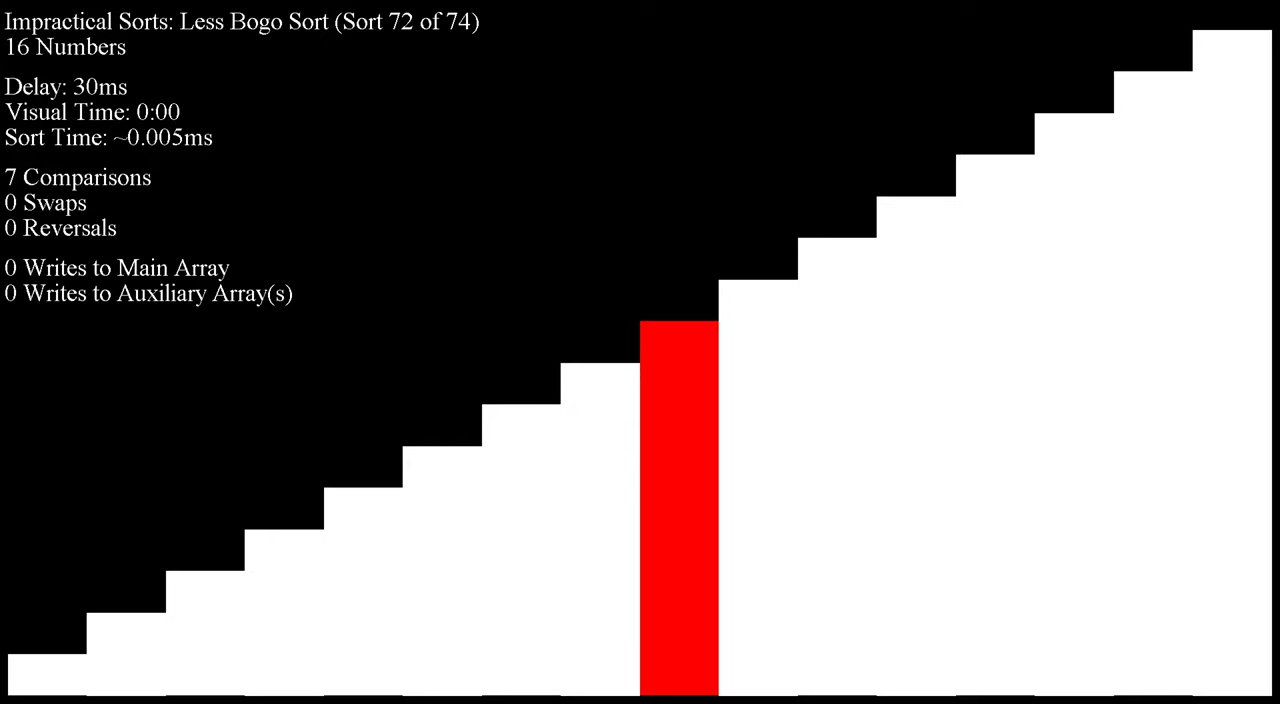 Impractical Sorts: Less Bogo Sort (Sort 72 of 74)
16 Numbers
Delay: 30ms
Visual Time: 0:00
Sort Time: ~0.005ms
7 Comparisons
0 Swaps
0 Reversals
0 Writes to Main Array
0 Writes to Auxiliary Array(s)